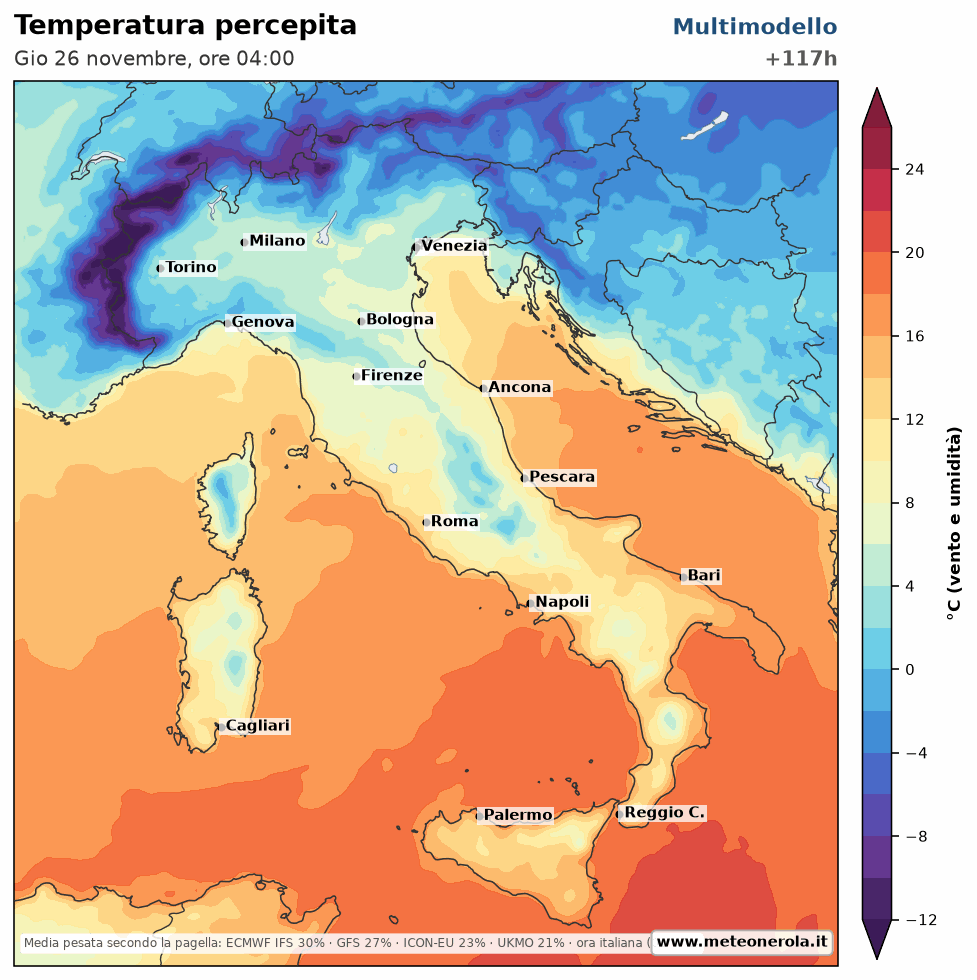 Temperatura percepita
Multimodello
Gio 26 novembre, ore 04:00
+117h
Milano
Venezia
Torino
Genova
Bologna
Firenze
Ancona
Pescara
Roma
Bari
Napoli
Cagliari
Palermo
Reggio C.
24
20
16
12
8
4
0
−4
−8
−12
°C (vento e umidità)
Media pesata secondo la pagella: ECMWF IFS 30% · GFS 27% · ICON-EU 23% · UKMO 21% · ora italiana (
www.meteonerola.it